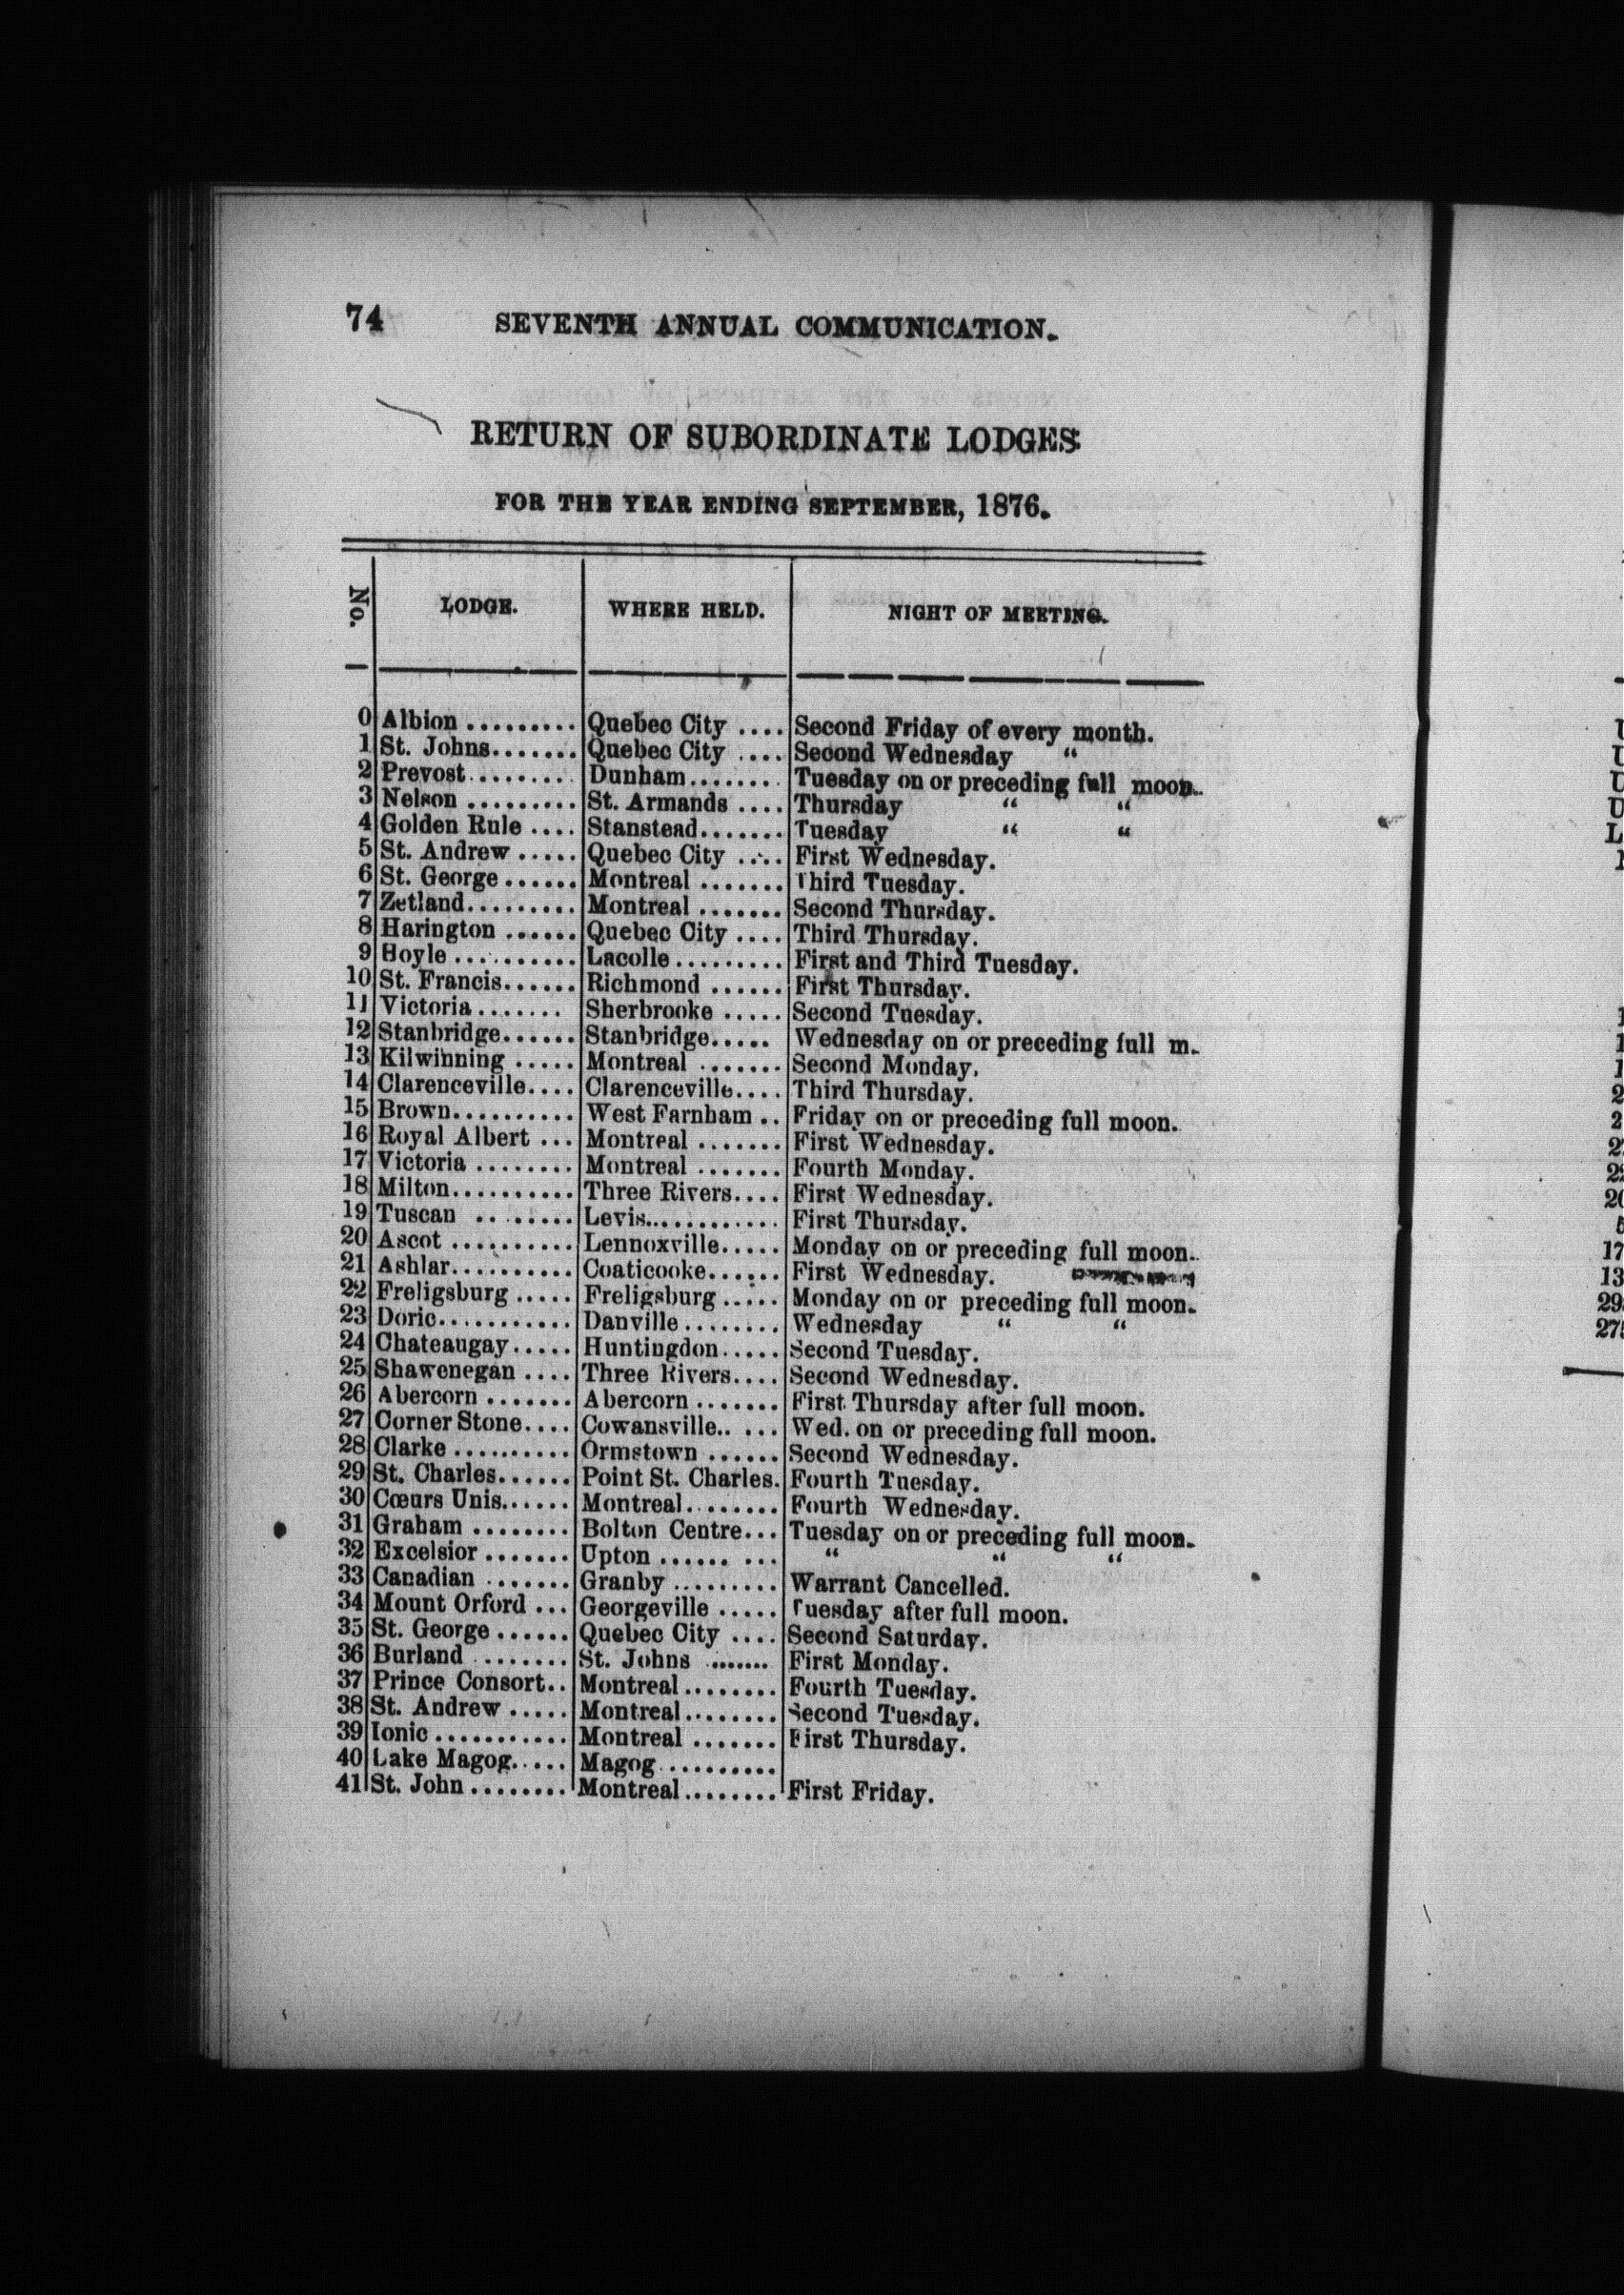 74 SEVENTH ANNUAL COMMUNICATION.
RETURN OF SUBORDINATE LODGES
FOR THE YEAR ENDING SEPTEMBER, 1876.
No. LODGE. WHERE HELD. NIGHT OF MEETING.
0 Albion ......... Quebec City .... Second Friday of every month.
1 St. Johns....... Quebec City .... Second Wednesday “
2 Prevost......... Dunham........ Tuesday on or preceding full moon.
3 Nelson ......... St. Armands .... Thursday “ “
4 Golden Rule .... Stanstead....... Tuesday “ “
5 St. Andrew ..... Quebec City .... First Wednesday.
6 St. George ...... Montreal ....... Third Tuesday.
7 Zetland......... Montreal ....... Second Thursday.
8 Harington ...... Quebec City .... Third Thursday.
9 Hoyle .......... Lacolle......... First and Third Tuesday.
10 St. Francis...... Richmond ...... First Thursday.
11 Victoria....... Sherbrooke ..... Second Tuesday.
12 Stanbridge...... Stanbridge..... Wednesday on or preceding full m.
13 Kilwinning ..... Montreal ....... Second Monday.
14 Clarenceville.... Clarenceville.... Third Thursday.
15 Brown.......... West Farnham .. Friday on or preceding full moon.
16 Royal Albert ... Montreal ....... First Wednesday.
17 Victoria ........ Montreal ....... Fourth Monday.
18 Milton.......... Three Rivers.... First Wednesday.
19 Tuscan ........ Levis............ First Thursday.
20 Ascot .......... Lennoxville..... Monday on or preceding full moon.
21 Ashlar.......... Coaticooke...... First Wednesday.
22 Freligsburg ..... Freligsburg ..... Monday on or preceding full moon.
23 Doric........... Danville ........ Wednesday “ “
24 Chateaugay..... Huntingdon..... Second Tuesday.
25 Shawenegan .... Three Rivers.... Second Wednesday.
26 Abercorn ....... Abercorn ....... First Thursday after full moon.
27 Corner Stone.... Cowansville.. ... Wed. on or preceding full moon.
28 Clarke .......... Ormstown ...... Second Wednesday.
29 St. Charles...... Point St. Charles. Fourth Tuesday.
30 Cœurs Unis...... Montreal........ Fourth Wednesday.
31 Graham ........ Bolton Centre... Tuesday on or preceding full moon.
32 Excelsior ....... Upton ...... ... “ “ “
33 Canadian ....... Granby ......... Warrant Cancelled.
34 Mount Orford ... Georgeville ..... Tuesday after full moon.
35 St. George ...... Quebec City .... Second Saturday.
36 Burland ........ St. Johns ........ First Monday.
37 Prince Consort.. Montreal........ Fourth Tuesday.
38 St. Andrew ..... Montreal........ Second Tuesday.
39 Ionic ........... Montreal ....... First Thursday.
40 Lake Magog..... Magog..........
41 St. John ........ Montreal........ First Friday.